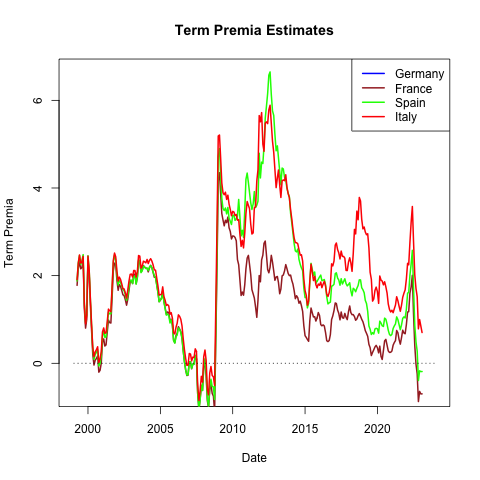 Term Premia Estimates
Germany
France
Spain
Italy
Term Premia
6
4
2
0
2000 2005 2010 2015 2020
Date